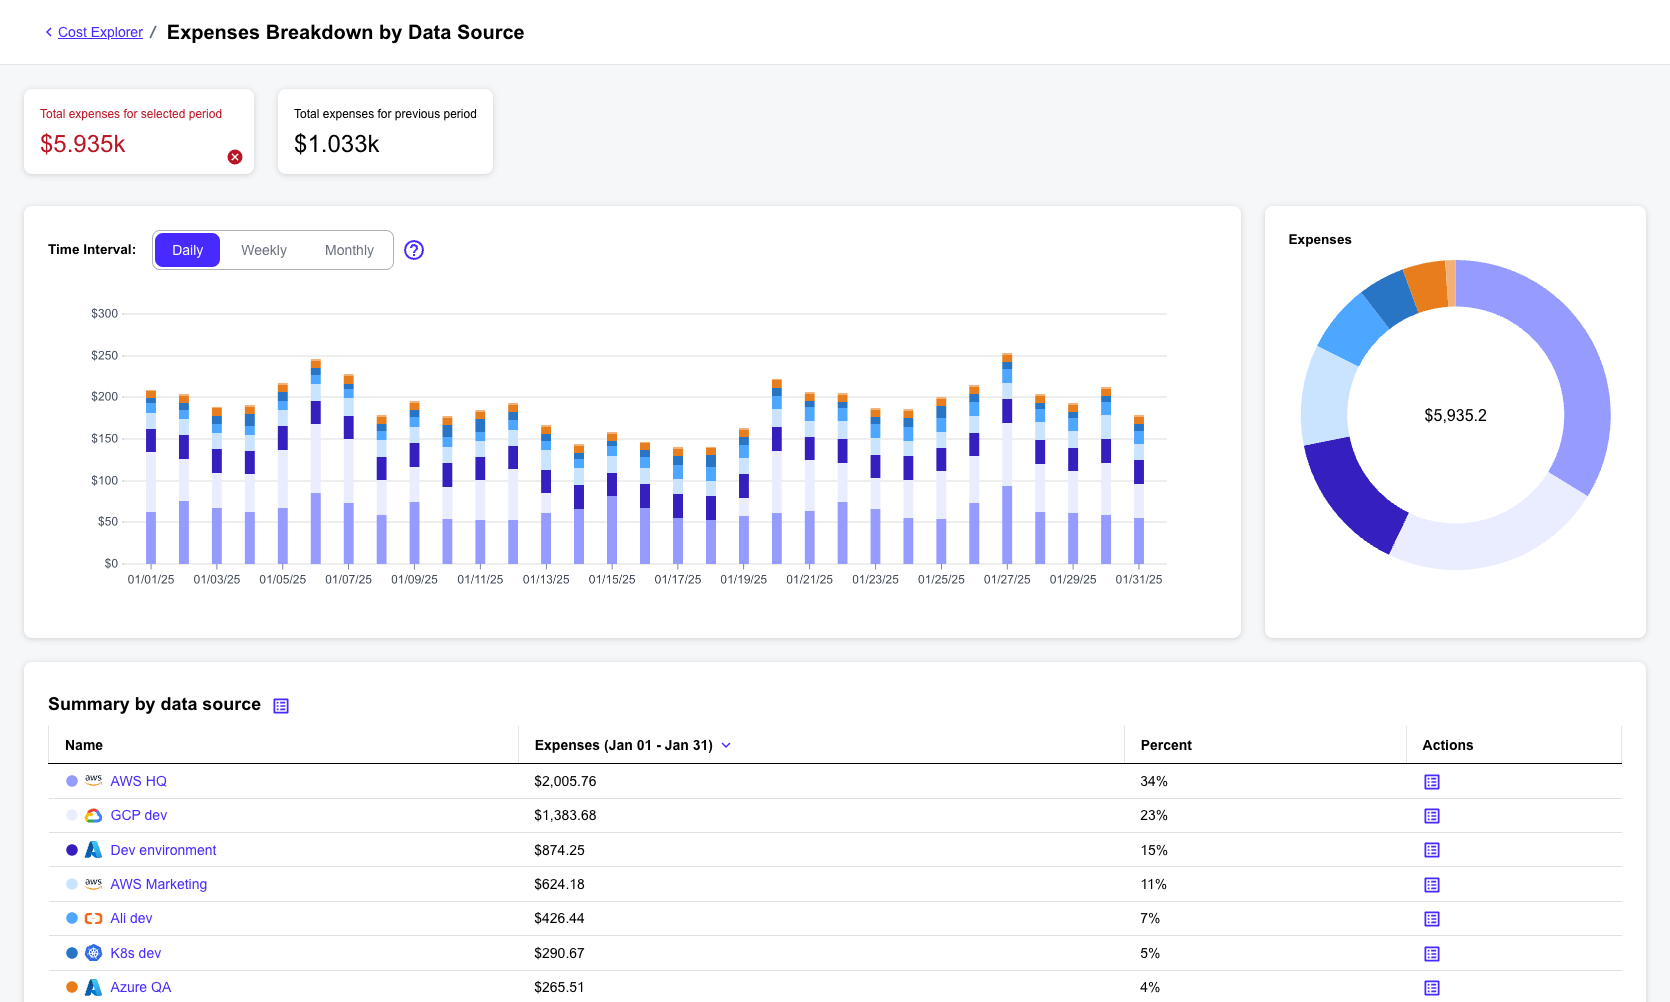 Cost Explorer / Expenses Breakdown by Data Source
Total expenses for selected period
$5.935k
Total expenses for previous period
$1.033k
Time Interval:
Daily
Weekly
Monthly
?
$300
$250
$200
$150
$100
$50
$0
01/01/25
01/03/25
01/05/25
01/07/25
01/09/25
01/11/25
01/13/25
01/15/25
01/17/25
01/19/25
01/21/25
01/23/25
01/25/25
01/27/25
01/29/25
01/31/25
Expenses
$5,935.2
Summary by data source
Name Expenses (Jan 01 - Jan 31) Percent Actions
aws AWS HQ $2,005.76 34%
GCP dev $1,383.68 23%
Dev environment $874.25 15%
aws AWS Marketing $624.18 11%
Ali dev $426.44 7%
K8s dev $290.67 5%
Azure QA $265.51 4%